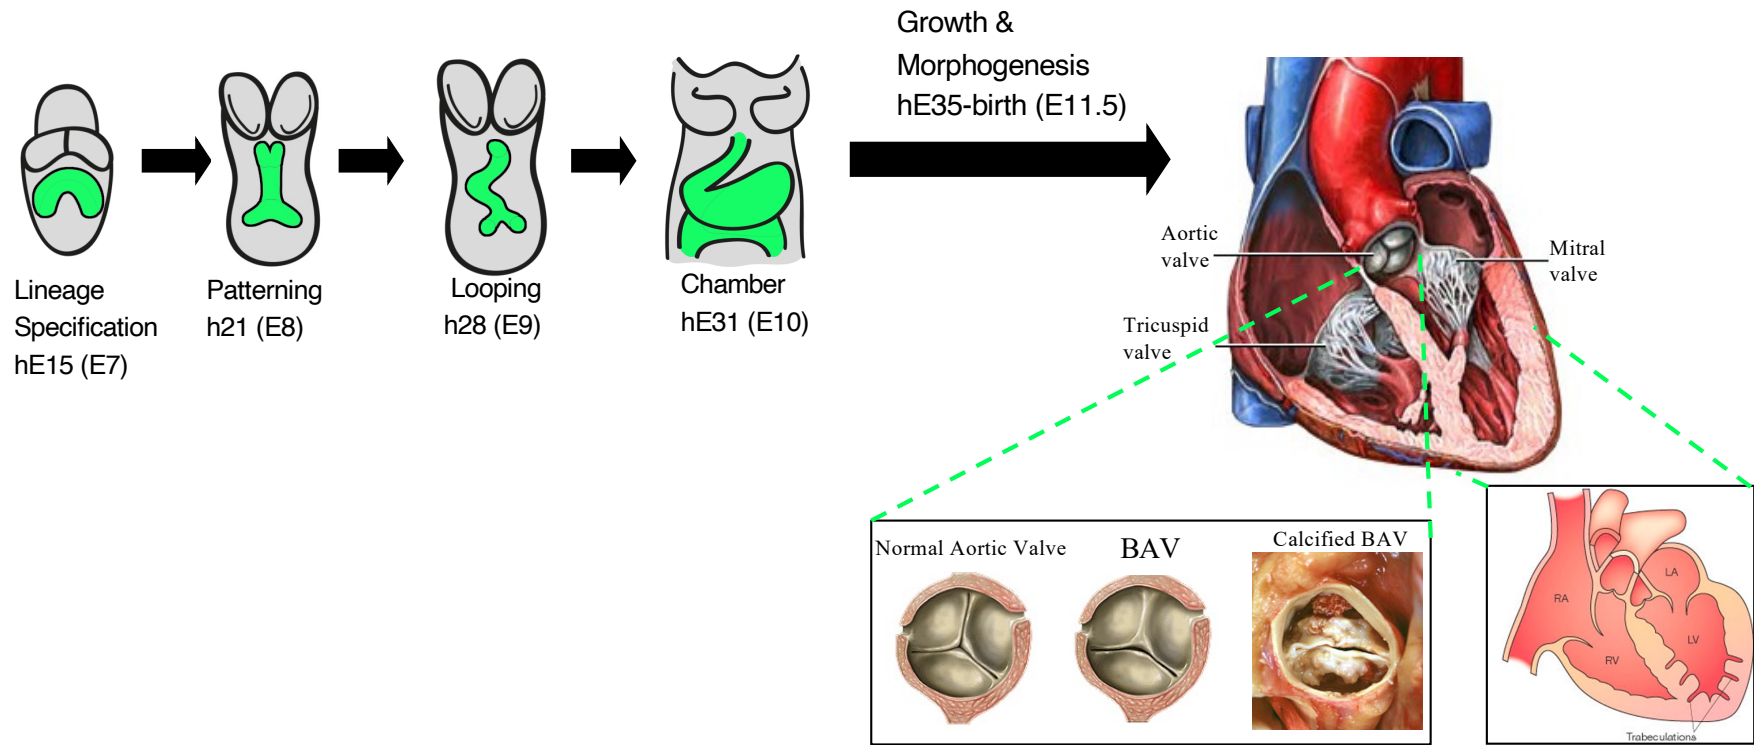 Lineage
Specification
hE15 (E7)
Patterning
h21 (E8)
Looping
h28 (E9)
Chamber
hE31 (E10)
Growth &
Morphogenesis
hE35-birth (E11.5)
Aortic
valve
Mitral
valve
Tricuspid
valve
Normal Aortic Valve
BAV
Calcified BAV
RA
LA
LV
RV
Trabeculations